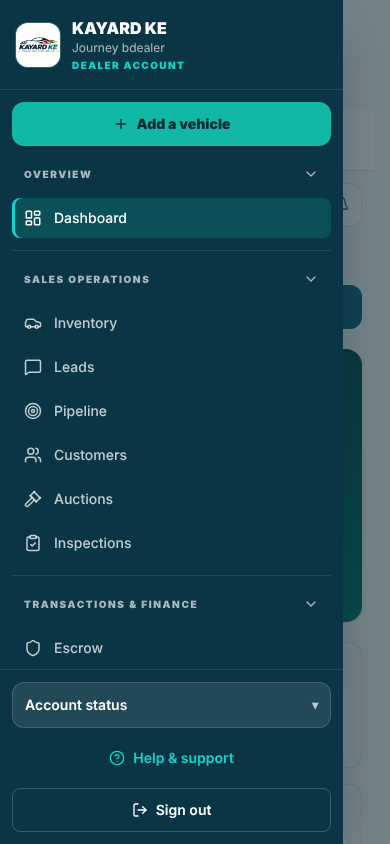 KAYARD KE
KAYARD KE
Journey bdealer
DEALER ACCOUNT
+ Add a vehicle
OVERVIEW
Dashboard
SALES OPERATIONS
Inventory
Leads
Pipeline
Customers
Auctions
Inspections
TRANSACTIONS & FINANCE
Escrow
Account status
Help & support
Sign out